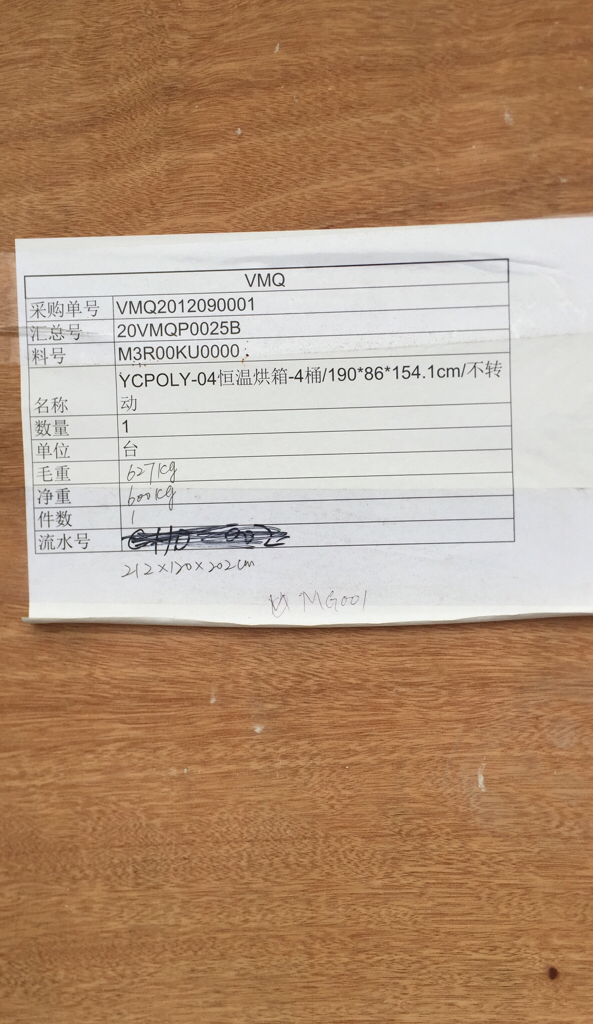 VMQ
采购单号 VMQ2012090001
汇总号 20VMQP0025B
料号 M3R00KU0000
名称 YCPOLY-04恒温烘箱-4桶/190*86*154.1cm/不转
动
数量 1
单位 台
毛重 627kg
净重 600kg
件数 1
流水号
212×120×202cm
MG001